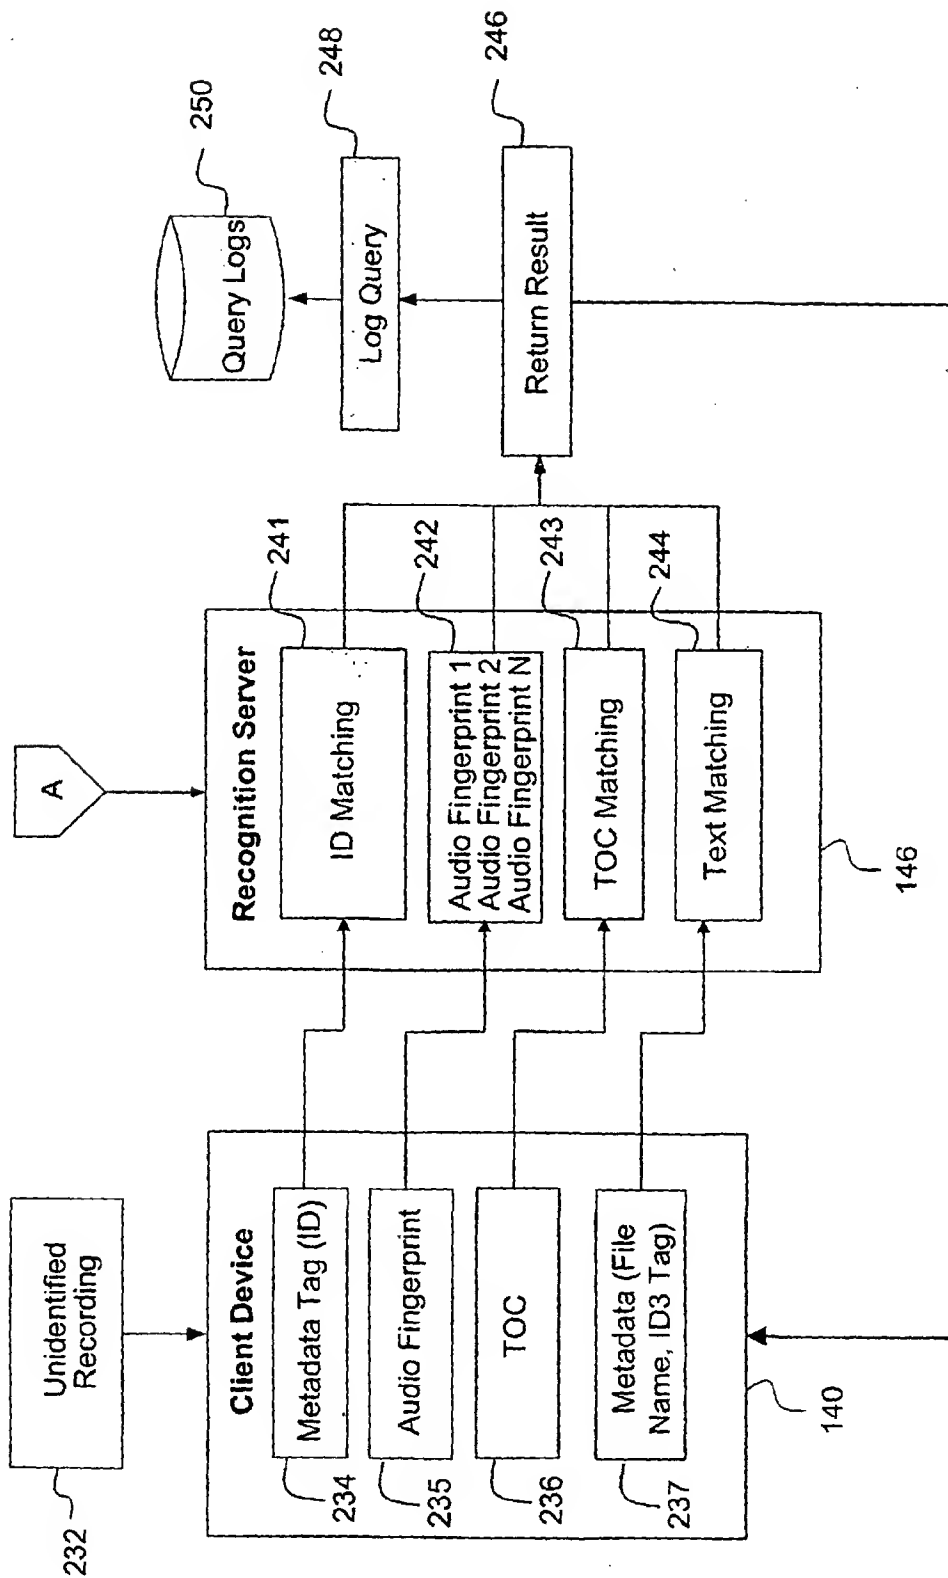 232
Unidentified
Recording
Client Device
234
Metadata Tag (ID)
235
Audio Fingerprint
236
TOC
237
Metadata (File
Name, ID3 Tag)
140
A
Recognition Server
241
ID Matching
242
Audio Fingerprint 1
Audio Fingerprint 2
Audio Fingerprint N
243
TOC Matching
244
Text Matching
146
250
Query Logs
248
Log Query
246
Return Result